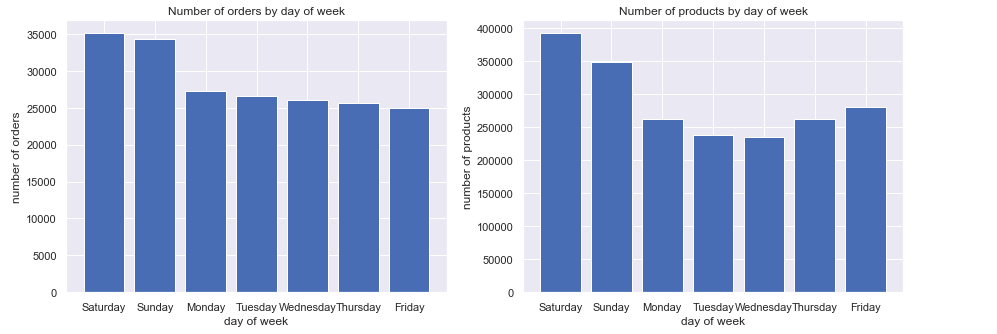 Number of orders by day of week
number of orders
35000
30000
25000
20000
15000
10000
5000
0
Saturday Sunday Monday Tuesday Wednesday Thursday Friday
day of week
Number of products by day of week
number of products
400000
350000
300000
250000
200000
150000
100000
50000
0
Saturday Sunday Monday Tuesday Wednesday Thursday Friday
day of week